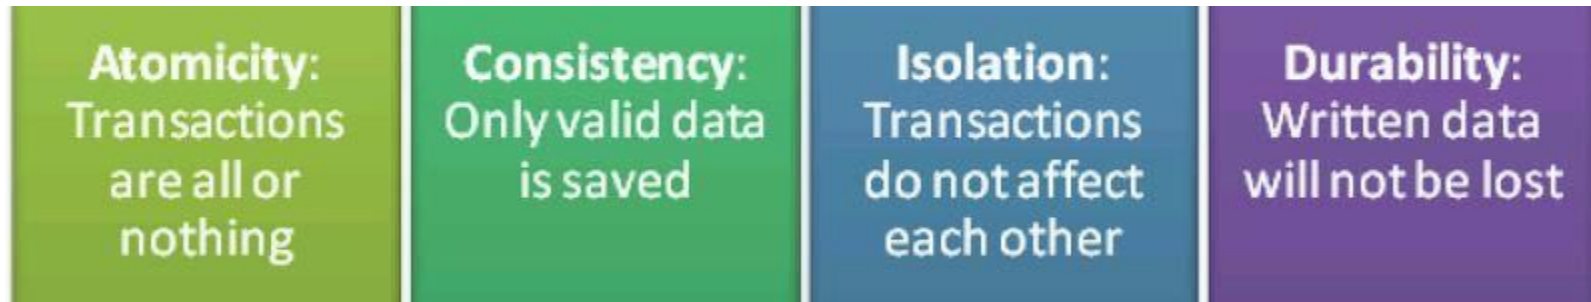 Atomicity:
Transactions
are all or
nothing
Consistency:
Only valid data
is saved
Isolation:
Transactions
do not affect
each other
Durability:
Written data
will not be lost